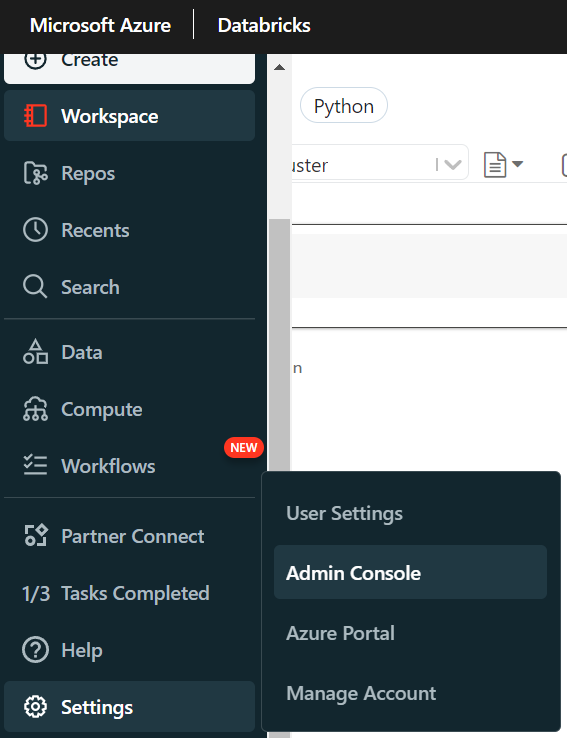 Microsoft Azure Databricks
Create
Workspace
Python
Repos
uster
Recents
Search
Data
n
Compute
NEW
Workflows
User Settings
Partner Connect
Admin Console
1/3 Tasks Completed
Azure Portal
Help
Manage Account
Settings